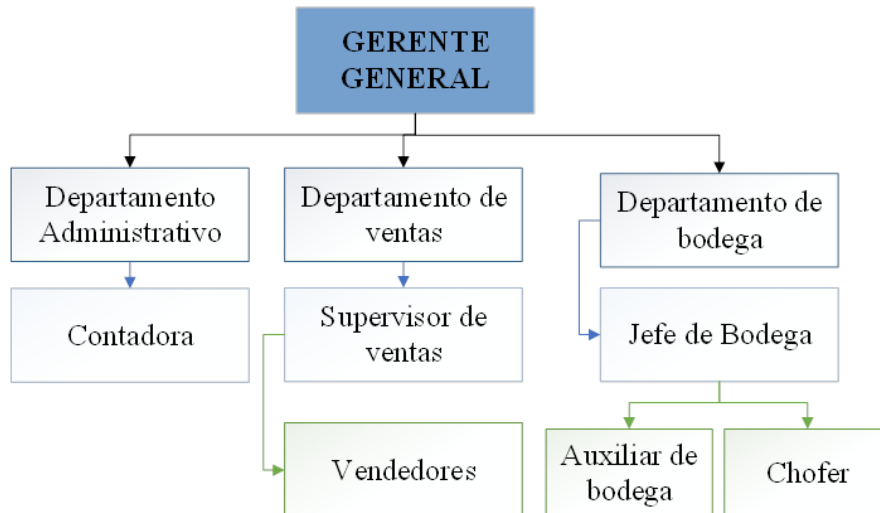 GERENTE
GENERAL
Departamento
Administrativo
Departamento de
ventas
Departamento de
bodega
Contadora
Supervisor de
ventas
Jefe de Bodega
Vendedores
Auxiliar de
bodega
Chofer